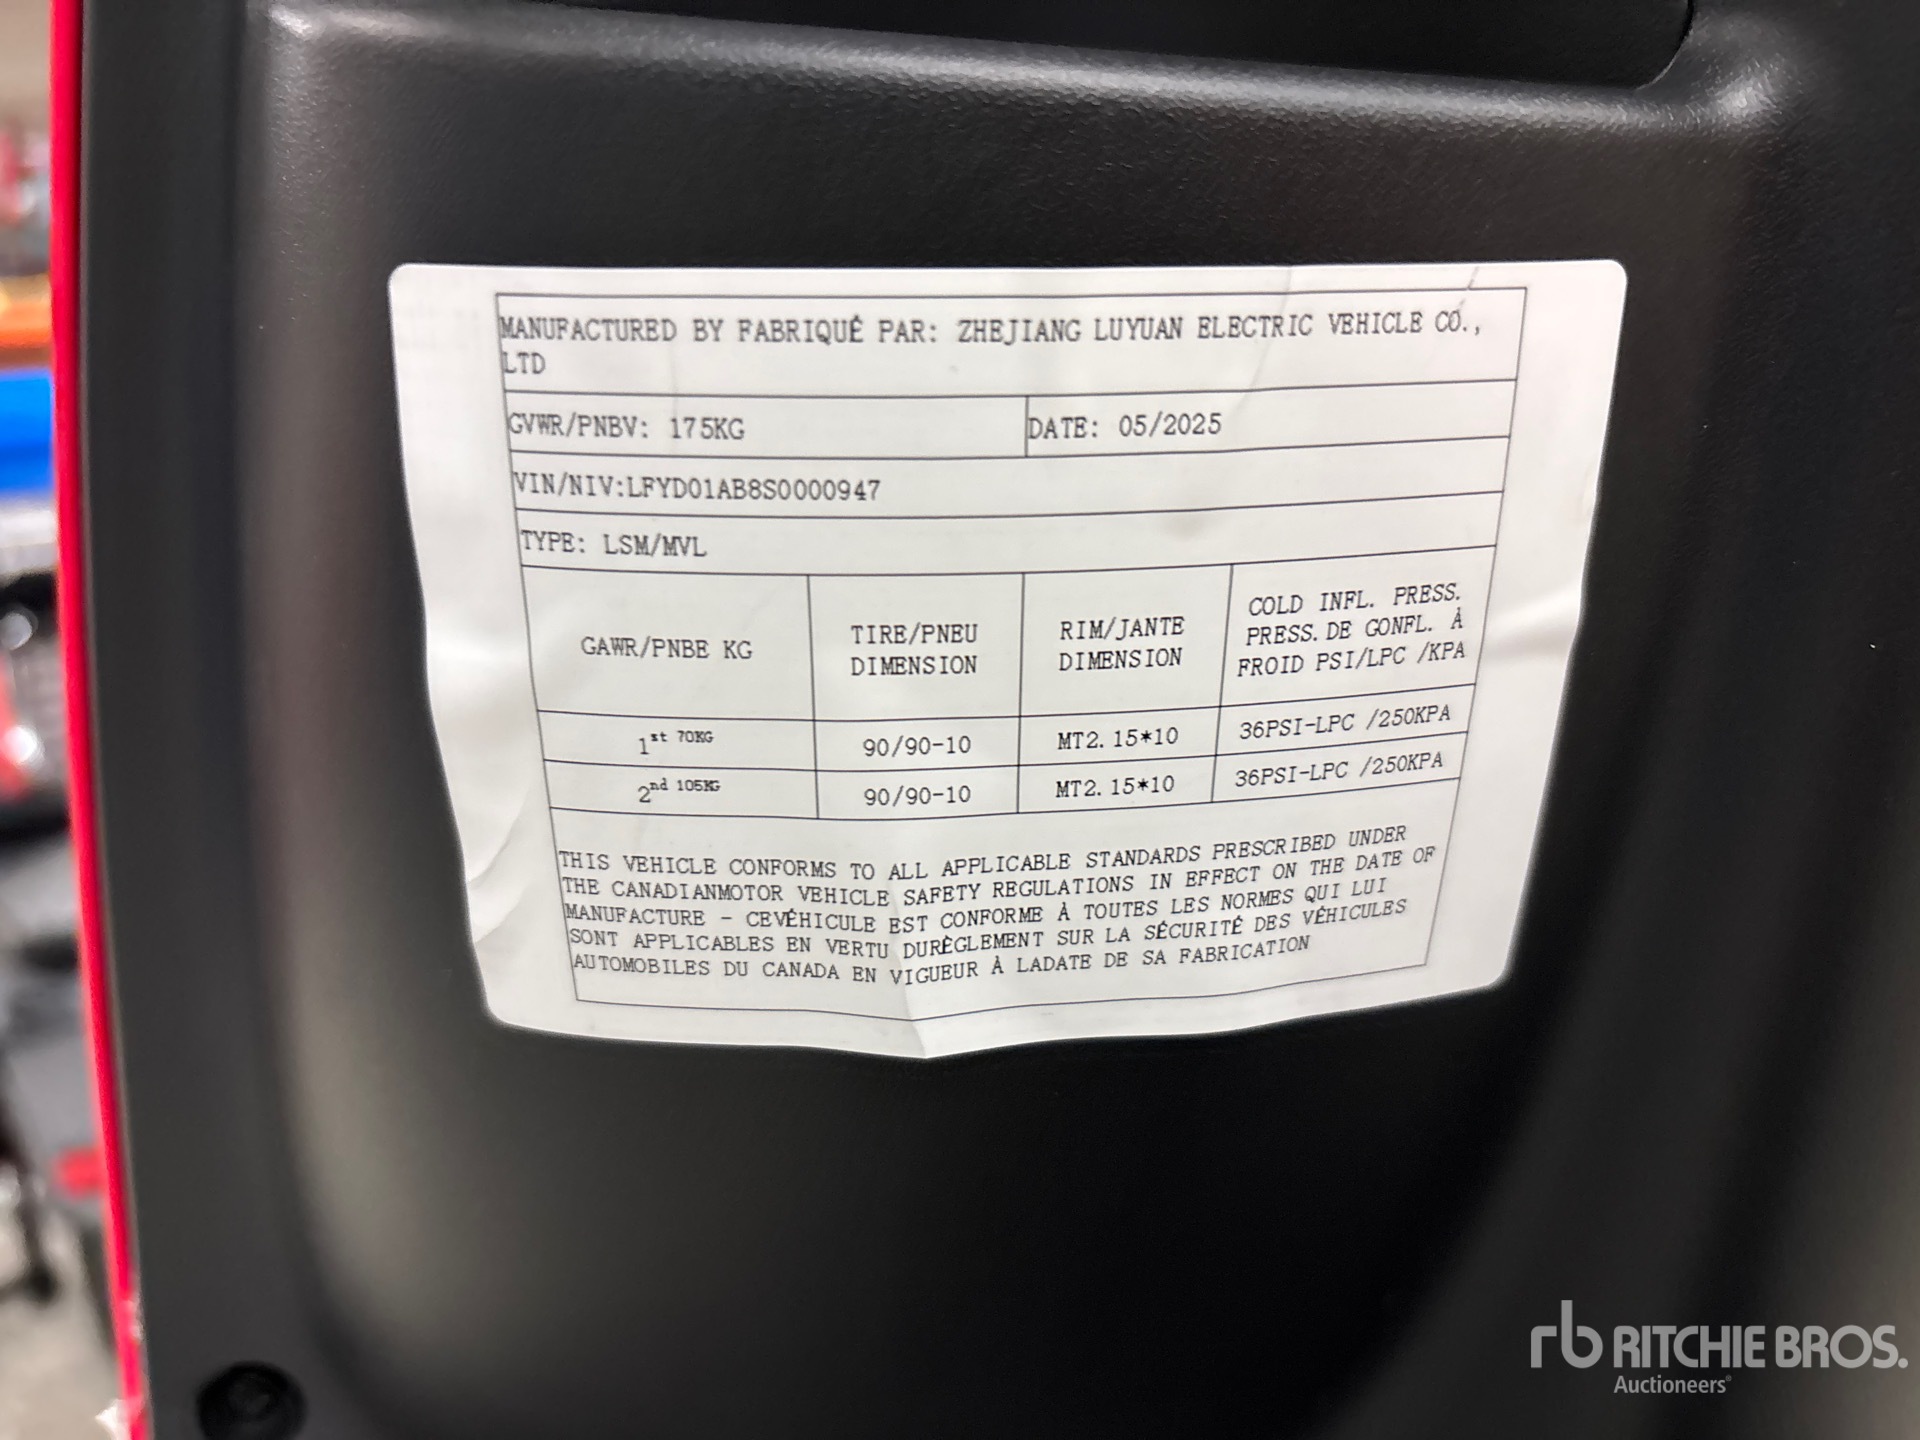 MANUFACTURED BY FABRIQUÉ PAR: ZHEJIANG LUYUAN ELECTRIC VEHICLE CO.,
LTD
GVWR/PNBV: 175KG DATE: 05/2025
VIN/NIV:LFYD01AB8S0000947
TYPE: LSM/MVL
GAWR/PNBE KG
TIRE/PNEU
DIMENSION
RIM/JANTE
DIMENSION
COLD INFL. PRESS.
PRESS.DE GONFL. À
FROID PSI/LPC /KPA
1st 70KG 90/90-10 MT2.15*10 36PSI-LPC /250KPA
2nd 105KG 90/90-10 MT2.15*10 36PSI-LPC /250KPA
THIS VEHICLE CONFORMS TO ALL APPLICABLE STANDARDS PRESCRIBED UNDER
THE CANADIANMOTOR VEHICLE SAFETY REGULATIONS IN EFFECT ON THE DATE OF
MANUFACTURE - CEVÉHICULE EST CONFORME À TOUTES LES NORMES QUI LUI
SONT APPLICABLES EN VERTU DURÈGLEMENT SUR LA SÉCURITÉ DES VÉHICULES
AUTOMOBILES DU CANADA EN VIGUEUR À LADATE DE SA FABRICATION
rb RITCHIE BROS.
Auctioneers®